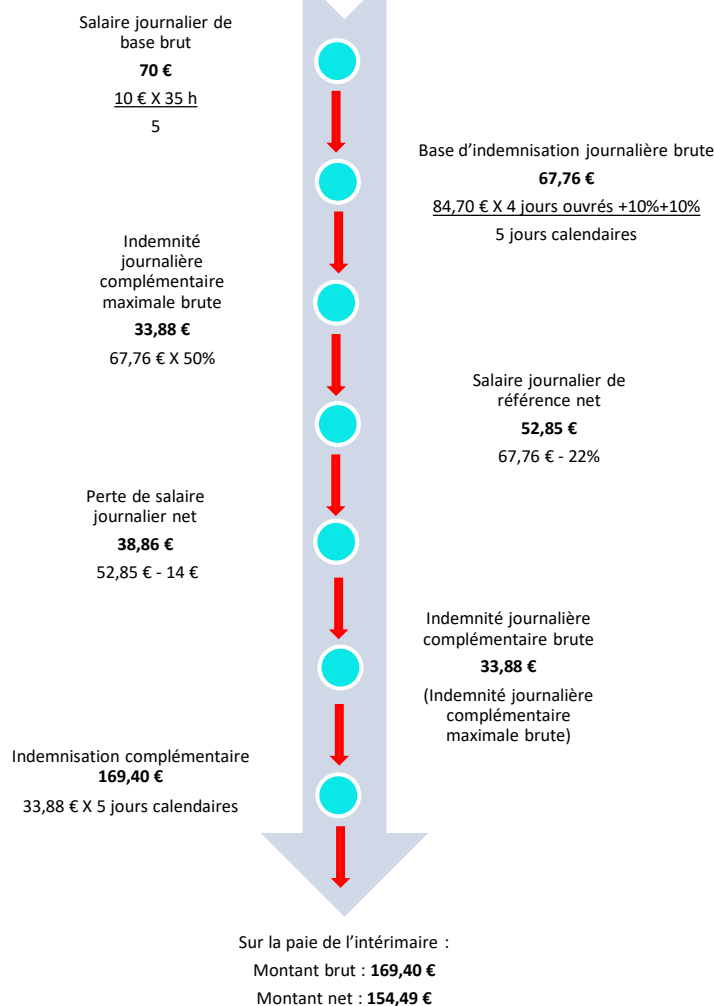 Salaire journalier de
base brut
70 €
10 € X 35 h
5
Base d'indemnisation journalière brute
67,76 €
84,70 € X 4 jours ouvrés +10%+10%
5 jours calendaires
Indemnité
journalière
complémentaire
maximale brute
33,88 €
67,76 € X 50%
Salaire journalier de
référence net
52,85 €
67,76 € - 22%
Perte de salaire
journalier net
38,86 €
52,85 € - 14 €
Indemnité journalière
complémentaire brute
33,88 €
(Indemnité journalière
complémentaire
maximale brute)
Indemnisation complémentaire
169,40 €
33,88 € X 5 jours calendaires
Sur la paie de l'intérimaire :
Montant brut : 169,40 €
Montant net : 154,49 €